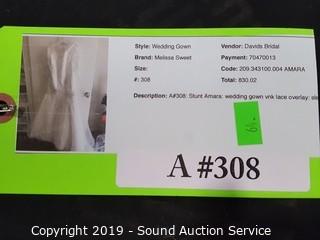 Style: Wedding Gown
Vendor: Davids Bridal
Brand: Melissa Sweet
Payment: 70470013
Size:
Code: 209.343100.004 AMARA
#: 308
Total: 830.02
Description: A#308: Stunt Amara: wedding gown vnk lace overlay: sle
A #308
Copyright 2019 - Sound Auction Service